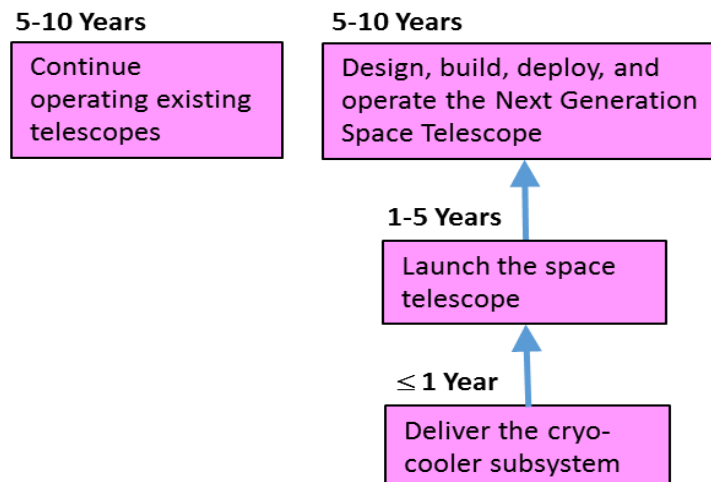 5-10 Years
Continue
operating existing
telescopes
5-10 Years
Design, build, deploy, and
operate the Next Generation
Space Telescope
1-5 Years
Launch the space
telescope
≤ 1 Year
Deliver the cryo-
cooler subsystem